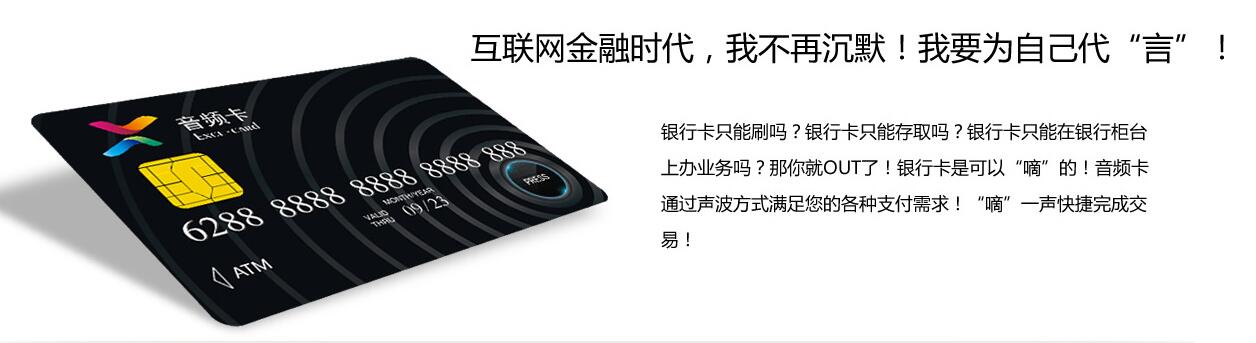 互联网金融时代，我不再沉默！我要为自己代“言”！
音频卡
EXCL·CARD
银行卡只能刷吗？银行卡只能存取吗？银行卡只能在银行柜台
上办业务吗？那你就OUT了！银行卡是可以“嘀”的！音频卡
通过声波方式满足您的各种支付需求！“嘀”一声快捷完成交
易！
6288 8888 8888 8888 888
PRESS
MONTH/YEAR
VALID THRU 09/23
ATM